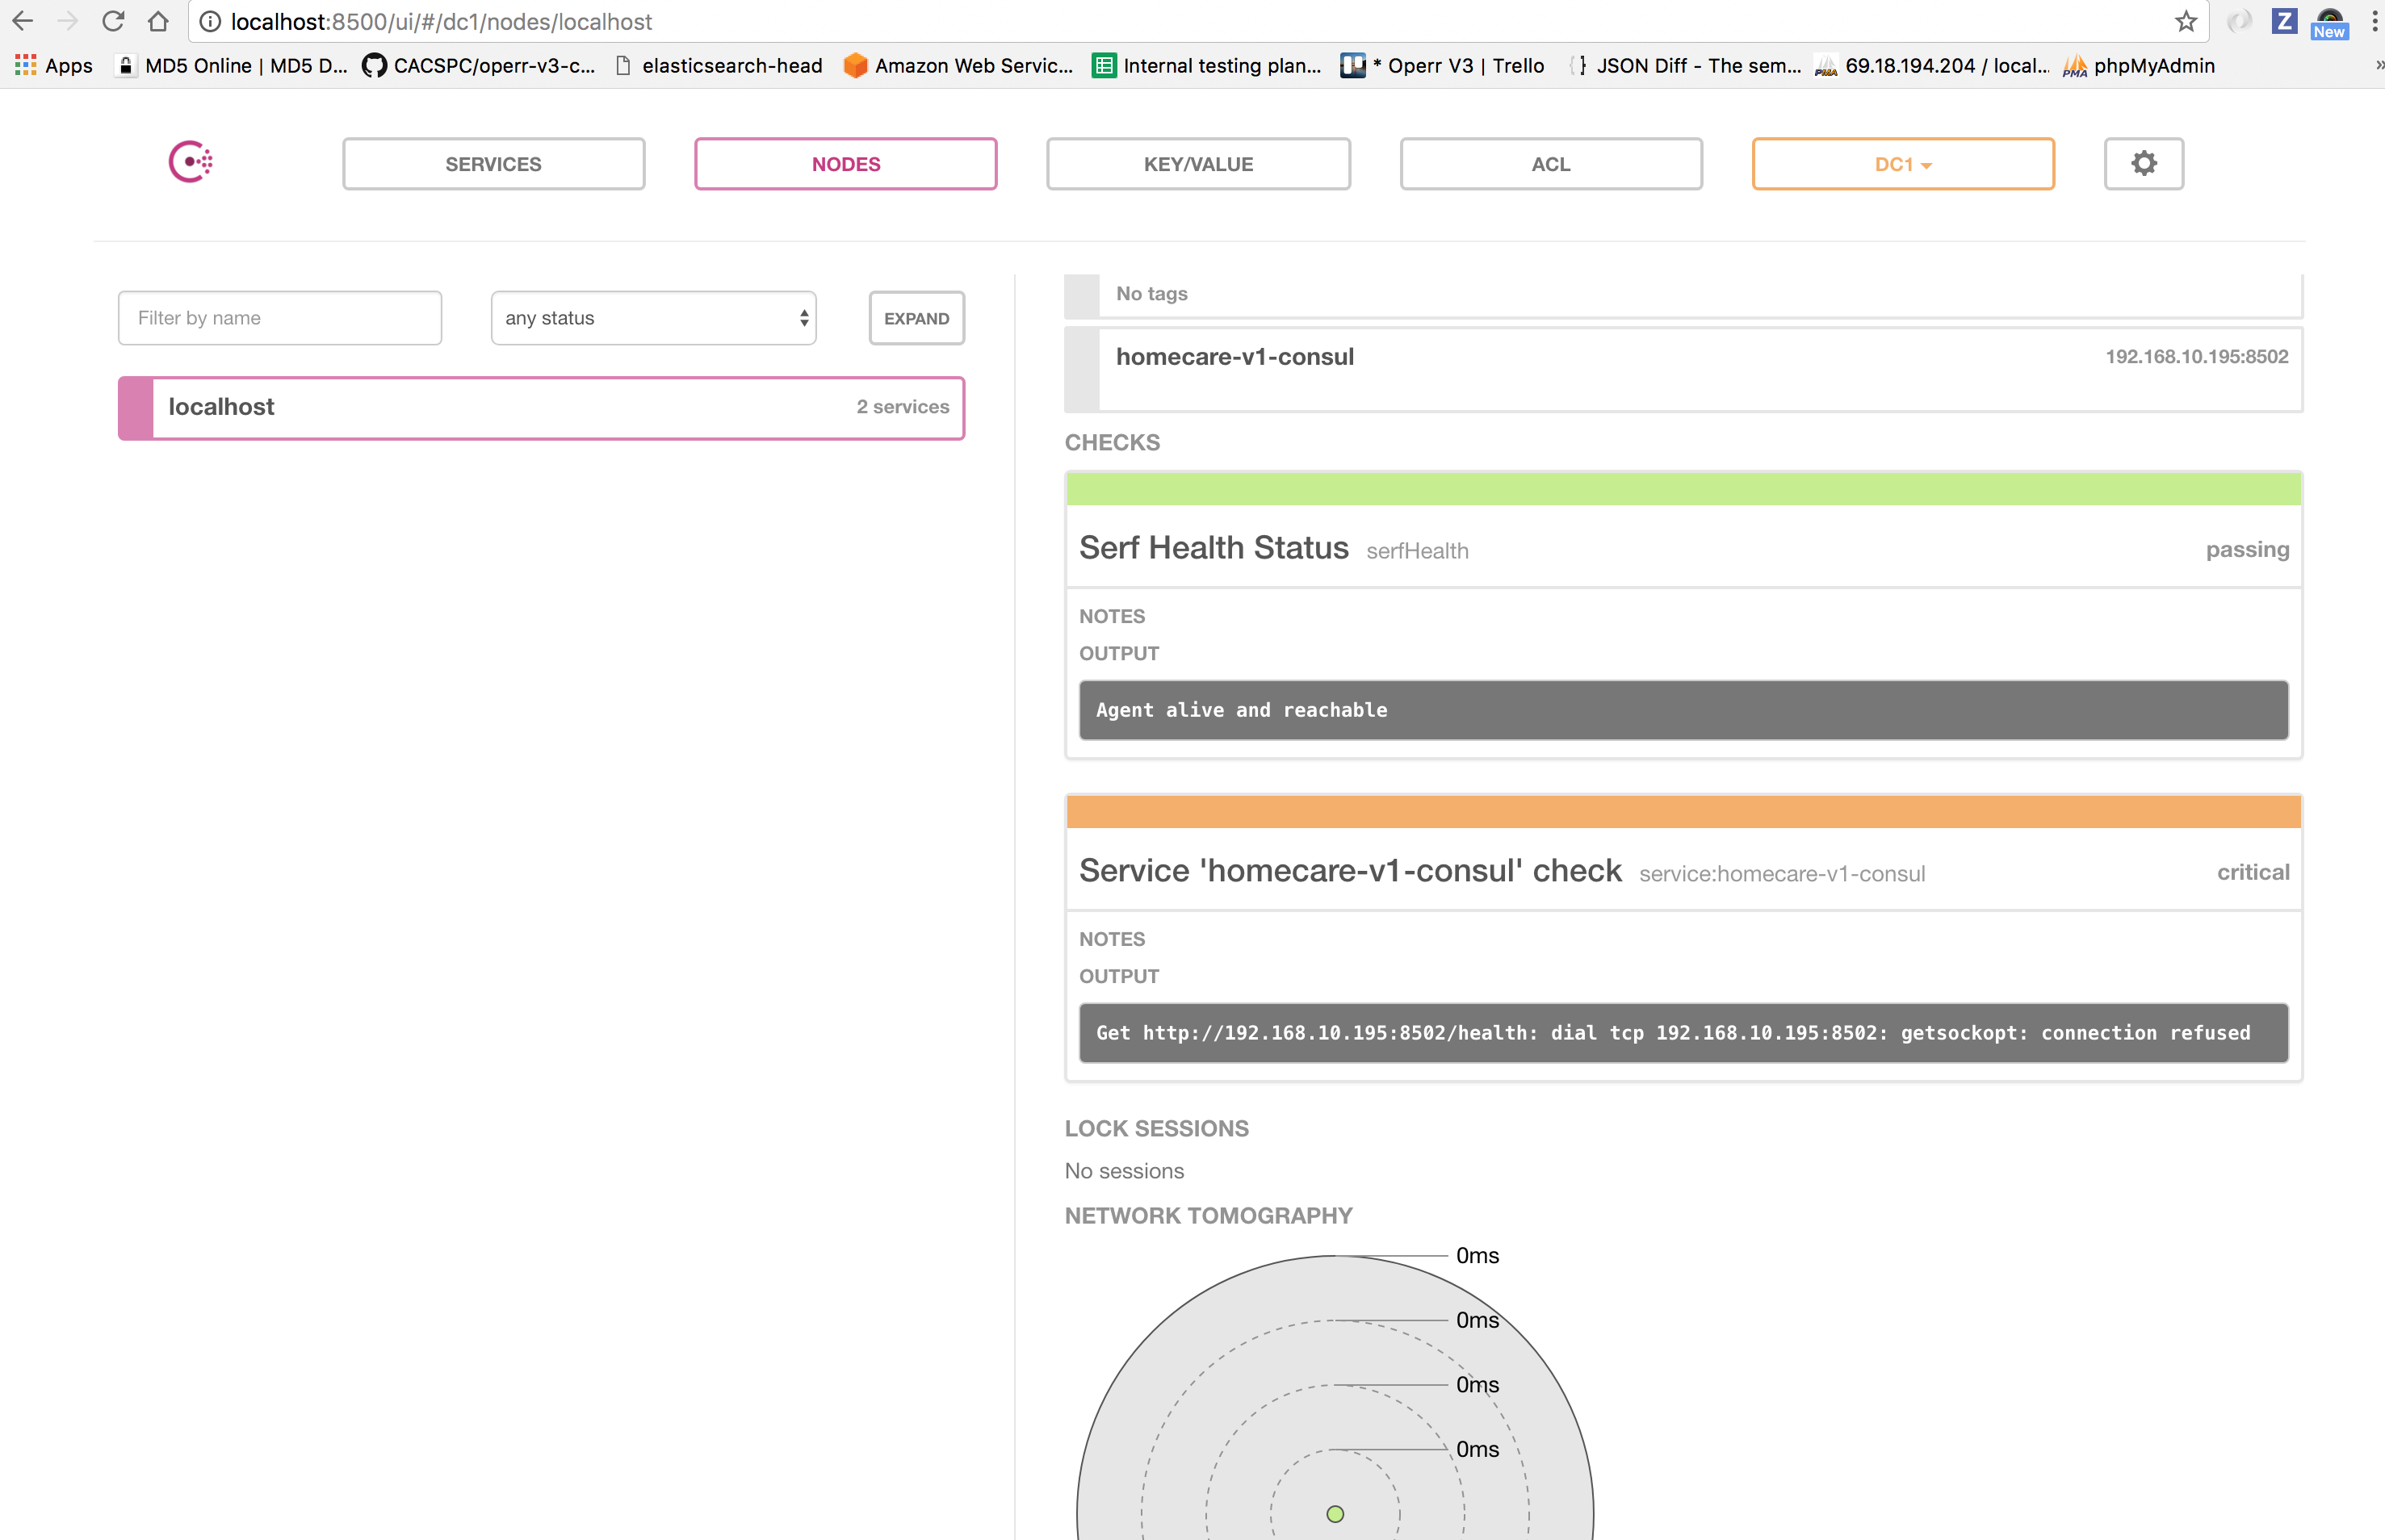 localhost:8500/ui/#/dc1/nodes/localhost
Z
New
Apps
MD5 Online | MD5 D...
CACSPC/operr-v3-c...
elasticsearch-head
Amazon Web Servic...
Internal testing plan...
* Operr V3 | Trello
JSON Diff - The sem...
PMA
69.18.194.204 / local...
PMA
phpMyAdmin
»
SERVICES
NODES
KEY/VALUE
ACL
DC1
Filter by name
any status
EXPAND
localhost
2 services
No tags
homecare-v1-consul
192.168.10.195:8502
CHECKS
Serf Health Status serfHealth
passing
NOTES
OUTPUT
Agent alive and reachable
Service 'homecare-v1-consul' check service:homecare-v1-consul
critical
NOTES
OUTPUT
Get http://192.168.10.195:8502/health: dial tcp 192.168.10.195:8502: getsockopt: connection refused
LOCK SESSIONS
No sessions
NETWORK TOMOGRAPHY
0ms
0ms
0ms
0ms